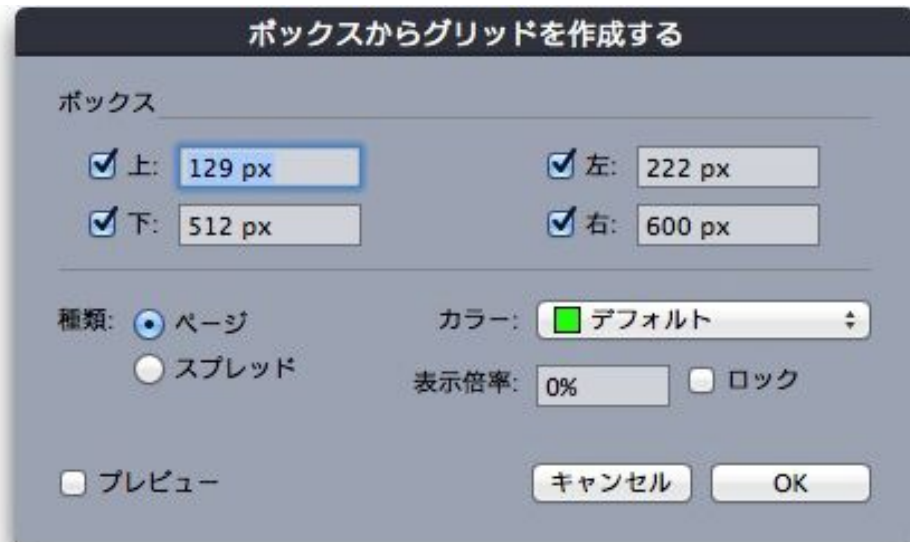 ボックスからグリッドを作成する
ボックス
上: 129 px 左: 222 px
下: 512 px 右: 600 px
種類: ページ カラー: デフォルト
スプレッド 表示倍率: 0% ロック
プレビュー キャンセル OK